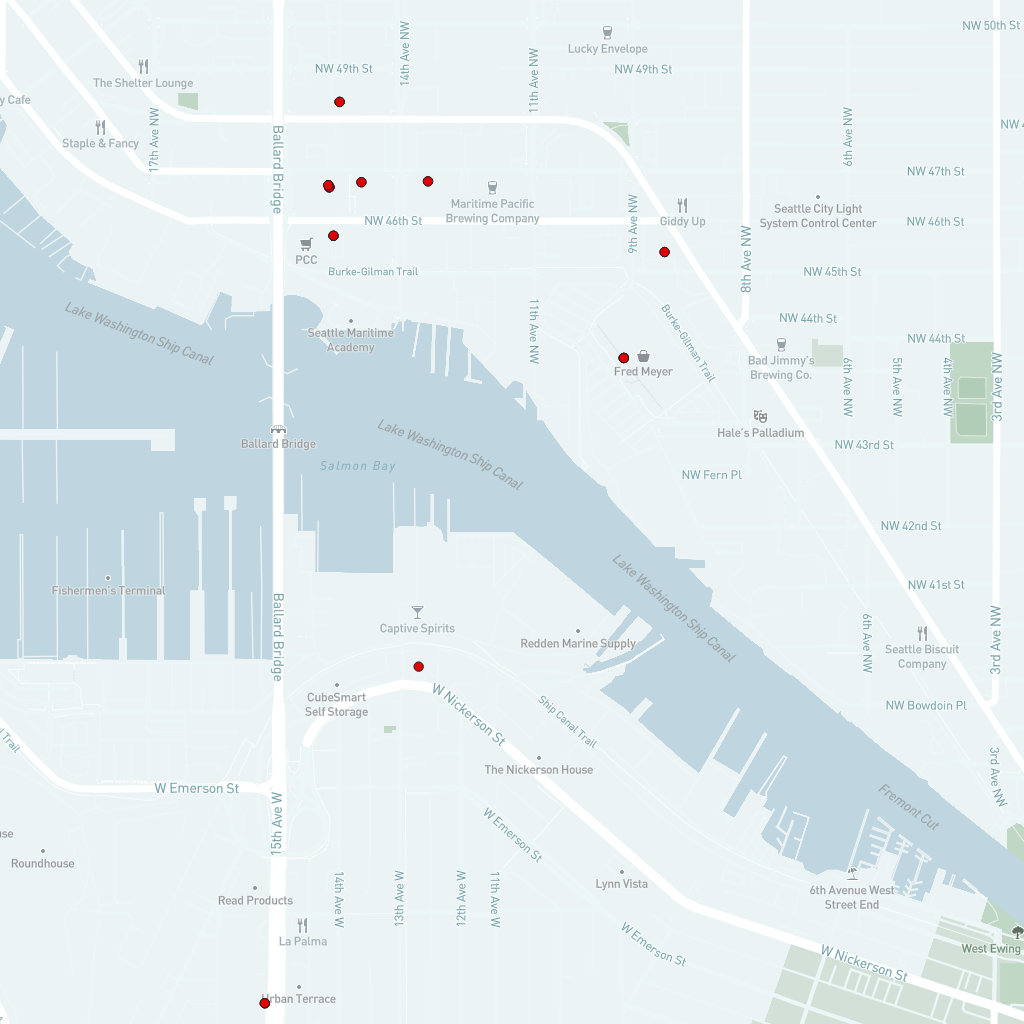 NW 50th St
Lucky Envelope
14th Ave NW
NW 49th St
11th Ave NW
NW 49th St
The Shelter Lounge
y Cafe
17th Ave NW
Staple & Fancy
Ballard Bridge
6th Ave NW
NW 4
NW 47th St
Maritime Pacific
Brewing Company
Seattle City Light
System Control Center
NW 46th St
9th Ave NW
Giddy Up
NW 46th St
8th Ave NW
PCC
Burke-Gilman Trail
NW 45th St
Lake Washington Ship Canal
Seattle Maritime
Academy
11th Ave NW
Burke-Gilman Trail
NW 44th St
NW 44th St
Bad Jimmy's
Brewing Co.
Fred Meyer
6th Ave NW
5th Ave NW
4th Ave NW
3rd Ave NW
Hale's Palladium
Ballard Bridge
NW 43rd St
Lake Washington Ship Canal
Salmon Bay
NW Fern Pl
NW 42nd St
Fishermen's Terminal
Ballard Bridge
Lake Washington Ship Canal
NW 41st St
Captive Spirits
Redden Marine Supply
6th Ave NW
3rd Ave NW
Seattle Biscuit
Company
CubeSmart
Self Storage
W Nickerson St
Ship Canal Trail
NW Bowdoin Pl
al Trail
The Nickerson House
3rd Ave NW
W Emerson St
Fremont Cut
15th Ave W
W Emerson St
use
Roundhouse
14th Ave W
13th Ave W
12th Ave W
11th Ave W
Lynn Vista
6th Avenue West
Street End
Read Products
La Palma
W Emerson St
West Ewing
W Nickerson St
Urban Terrace